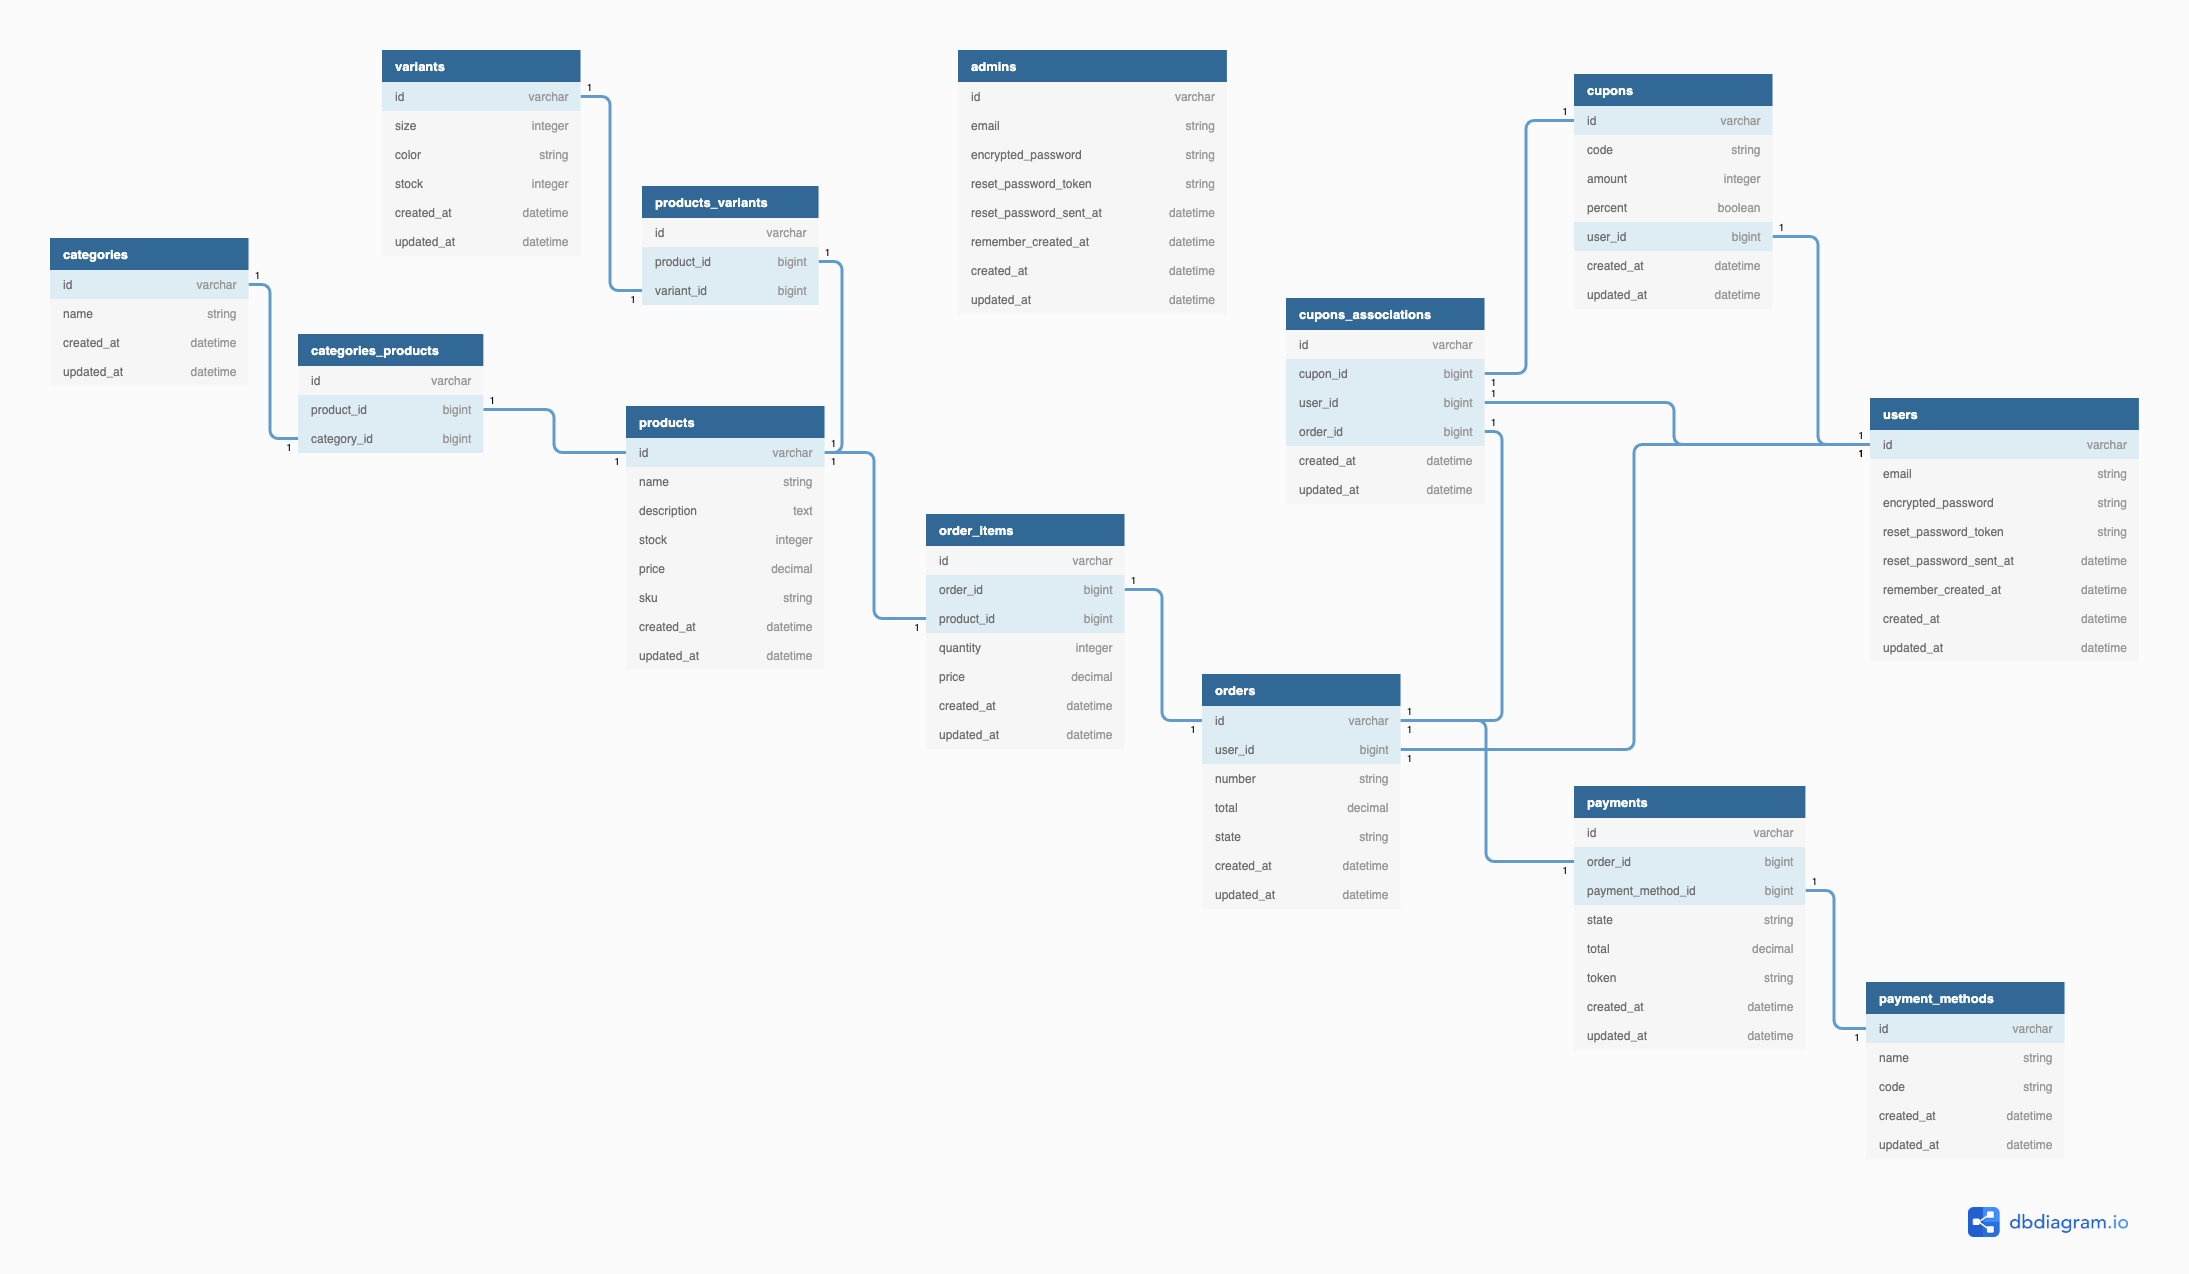 variants
id varchar
size integer
color string
stock integer
created_at datetime
updated_at datetime
1
1
products_variants
id varchar
product_id bigint
variant_id bigint
1
1
admins
id varchar
email string
encrypted_password string
reset_password_token string
reset_password_sent_at datetime
remember_created_at datetime
created_at datetime
updated_at datetime
cupons
id varchar
code string
amount integer
percent boolean
user_id bigint
created_at datetime
updated_at datetime
1
1
categories
id varchar
name string
created_at datetime
updated_at datetime
1
1
categories_products
id varchar
product_id bigint
category_id bigint
1
1
products
id varchar
name string
description text
stock integer
price decimal
sku string
created_at datetime
updated_at datetime
1
1
cupons_associations
id varchar
cupon_id bigint
user_id bigint
order_id bigint
created_at datetime
updated_at datetime
1
1
1
users
id varchar
email string
encrypted_password string
reset_password_token string
reset_password_sent_at datetime
remember_created_at datetime
created_at datetime
updated_at datetime
1
1
order_items
id varchar
order_id bigint
product_id bigint
quantity integer
price decimal
created_at datetime
updated_at datetime
1
1
orders
id varchar
user_id bigint
number string
total decimal
state string
created_at datetime
updated_at datetime
1
1
1
1
payments
id varchar
order_id bigint
payment_method_id bigint
state string
total decimal
token string
created_at datetime
updated_at datetime
1
1
payment_methods
id varchar
name string
code string
created_at datetime
updated_at datetime
dbdiagram.io